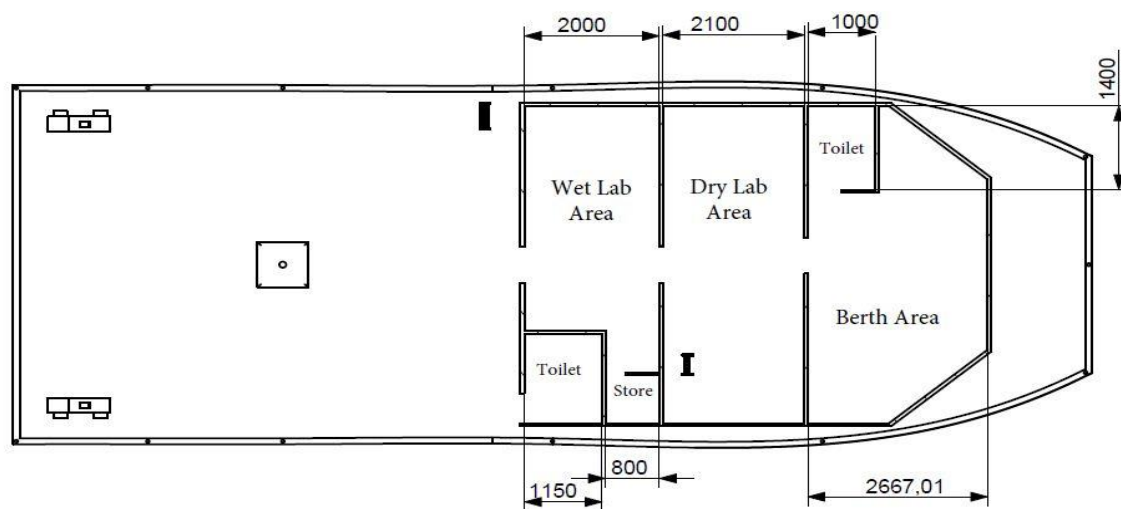 2000
2100
1000
1400
Toilet
Wet Lab
Area
Dry Lab
Area
Berth Area
Toilet
Store
800
1150
2667,01